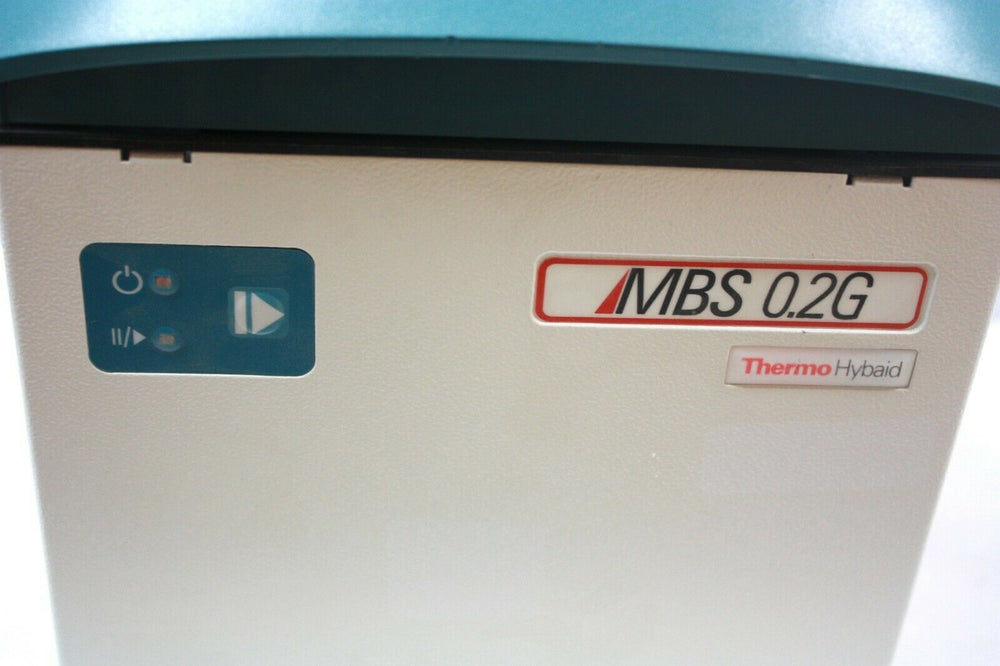 MBS 0.2G
Thermo Hybaid